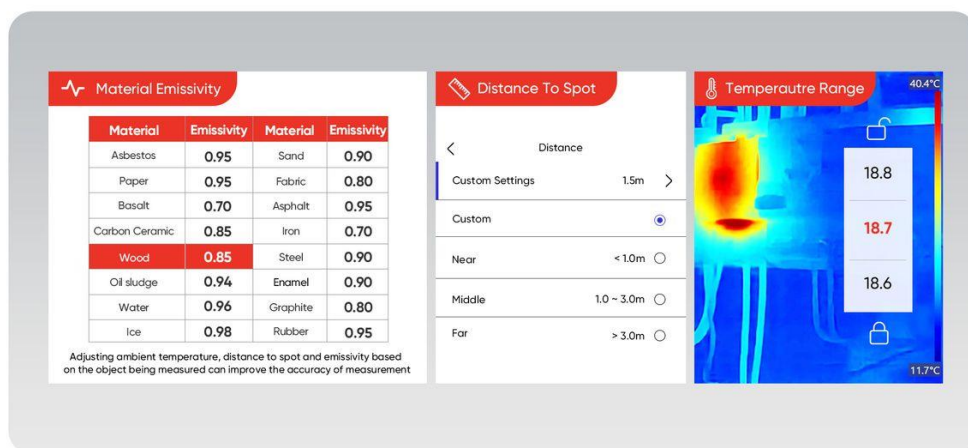 Material Emissivity
Material Emissivity Material Emissivity
Asbestos 0.95 Sand 0.90
Paper 0.95 Fabric 0.80
Basalt 0.70 Asphalt 0.95
Carbon Ceramic 0.85 Iron 0.70
Wood 0.85 Steel 0.90
Oil sludge 0.94 Enamel 0.90
Water 0.96 Graphite 0.80
Ice 0.98 Rubber 0.95
Adjusting ambient temperature, distance to spot and emissivity based
on the object being measured can improve the accuracy of measurement
Distance To Spot
Distance
Custom Settings 1.5m
Custom
Near < 1.0m
Middle 1.0 ~ 3.0m
Far > 3.0m
Temperautre Range
40.4°C
18.8
18.7
18.6
11.7°C